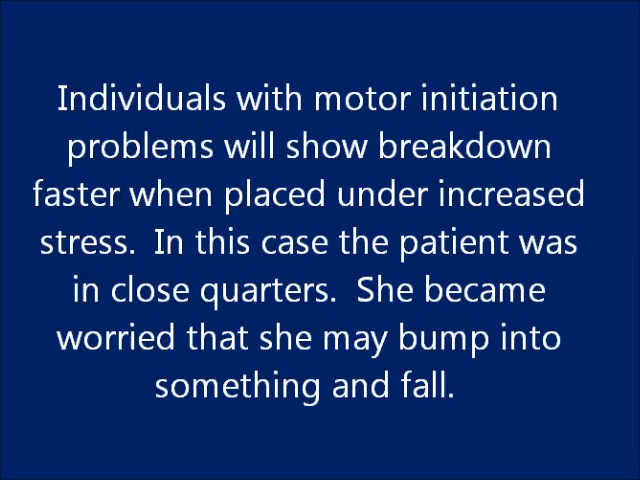 Individuals with motor initiation
problems will show breakdown
faster when placed under increased
stress.  In this case the patient was
in close quarters.  She became
worried that she may bump into
something and fall.